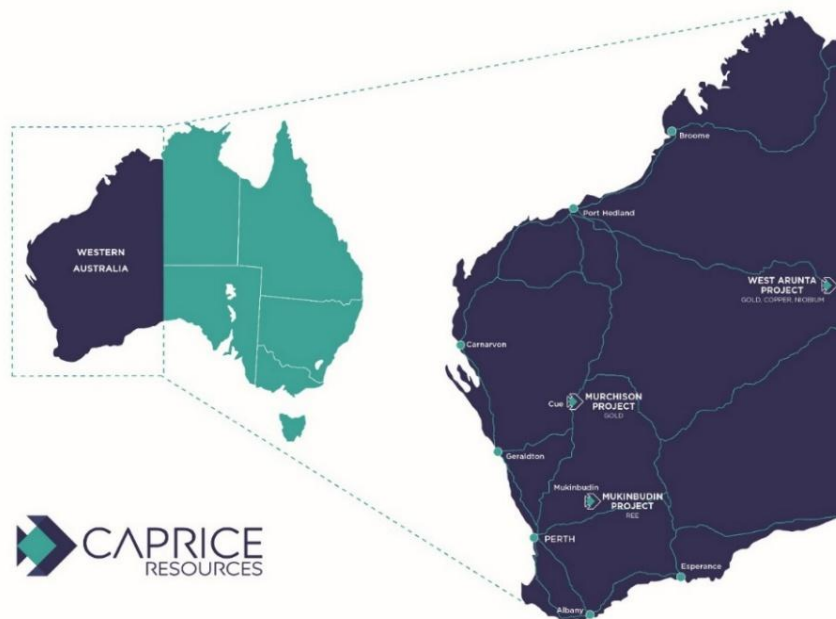 WESTERN
AUSTRALIA
Broome
Port Hedland
WEST ARUNTA
PROJECT
GOLD, COPPER, NIOBIUM
Carnarvon
Cue
MURCHISON
PROJECT
GOLD
Geraldton
Mukinbudin
MUKINBUDIN
PROJECT
REE
PERTH
Esperance
Albany
CAPRICE
RESOURCES